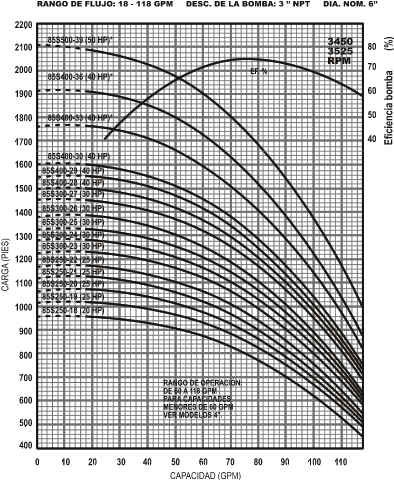 RANGO DE FLUJO: 18 - 118 GPM DESC. DE LA BOMBA: 3 " NPT DIA. NOM. 6"
2200
2100
2000
1900
1800
1700
1600
1500
1400
1300
1200
1100
1000
900
800
700
600
500
400
CARGA (PIES)
85S500-39 (50 HP)*
85S400-36 (40 HP)*
85S400-33 (40 HP)*
85S400-30 (40 HP)
85S400-29 (40 HP)
85S400-28 (40 HP)
85S300-27 (30 HP)
85S300-26 (30 HP)
85S300-25 (30 HP)
85S300-24 (30 HP)
85S300-23 (30 HP)
85S250-22 (25 HP)
85S250-21 (25 HP)
85S250-20 (25 HP)
85S250-19 (25 HP)
85S250-18 (20 HP)
EF. %
3450
3525
RPM
80
70
60
50
40
Eficiencia bomba (%)
RANGO DE OPERACIÓN:
DE 60 A 118 GPM
PARA CAPACIDADES
MENORES DE 60 GPM
VER MODELOS 4"
0 10 20 30 40 50 60 70 80 90 100 110
CAPACIDAD (GPM)